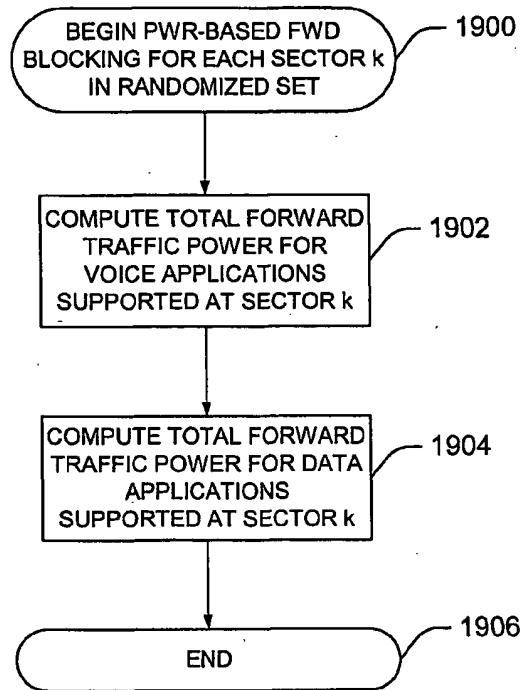 BEGIN PWR-BASED FWD
BLOCKING FOR EACH SECTOR k
IN RANDOMIZED SET
1900
COMPUTE TOTAL FORWARD
TRAFFIC POWER FOR
VOICE APPLICATIONS
SUPPORTED AT SECTOR k
1902
COMPUTE TOTAL FORWARD
TRAFFIC POWER FOR DATA
APPLICATIONS
SUPPORTED AT SECTOR k
1904
END
1906